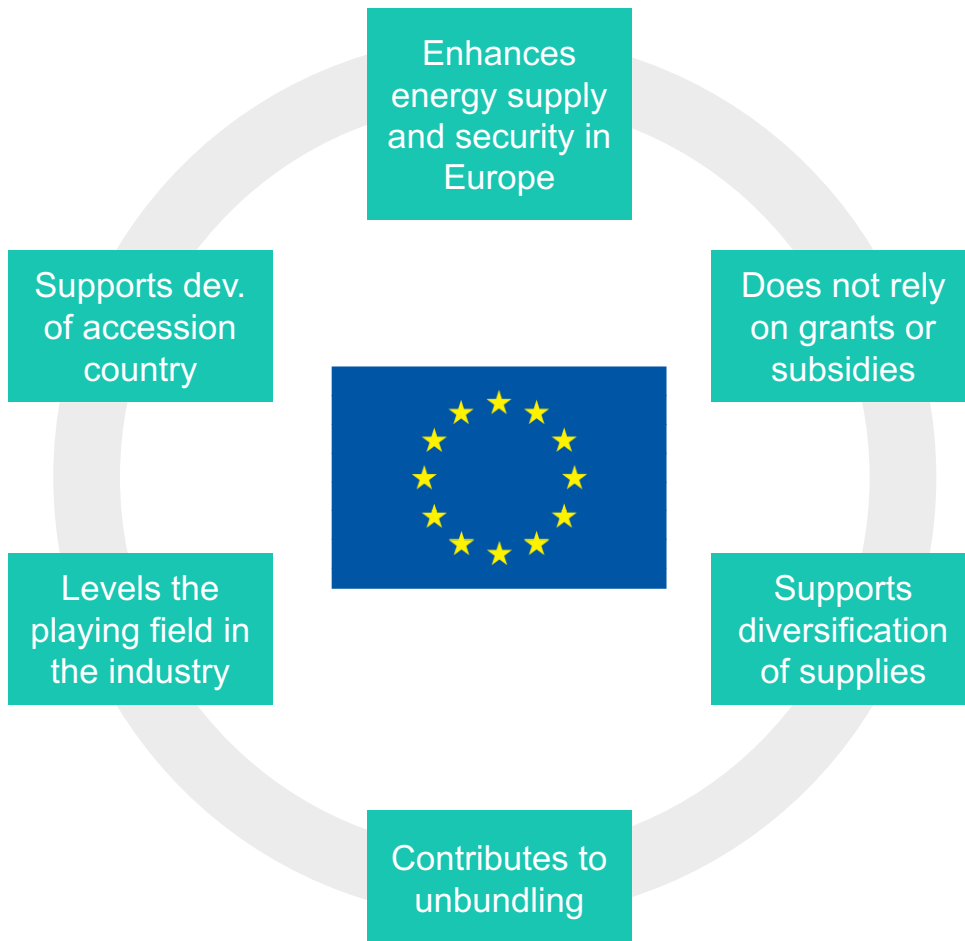 Enhances
energy supply
and security in
Europe
Supports dev.
of accession
country
Does not rely
on grants or
subsidies
Levels the
playing field in
the industry
Supports
diversification
of supplies
Contributes to
unbundling